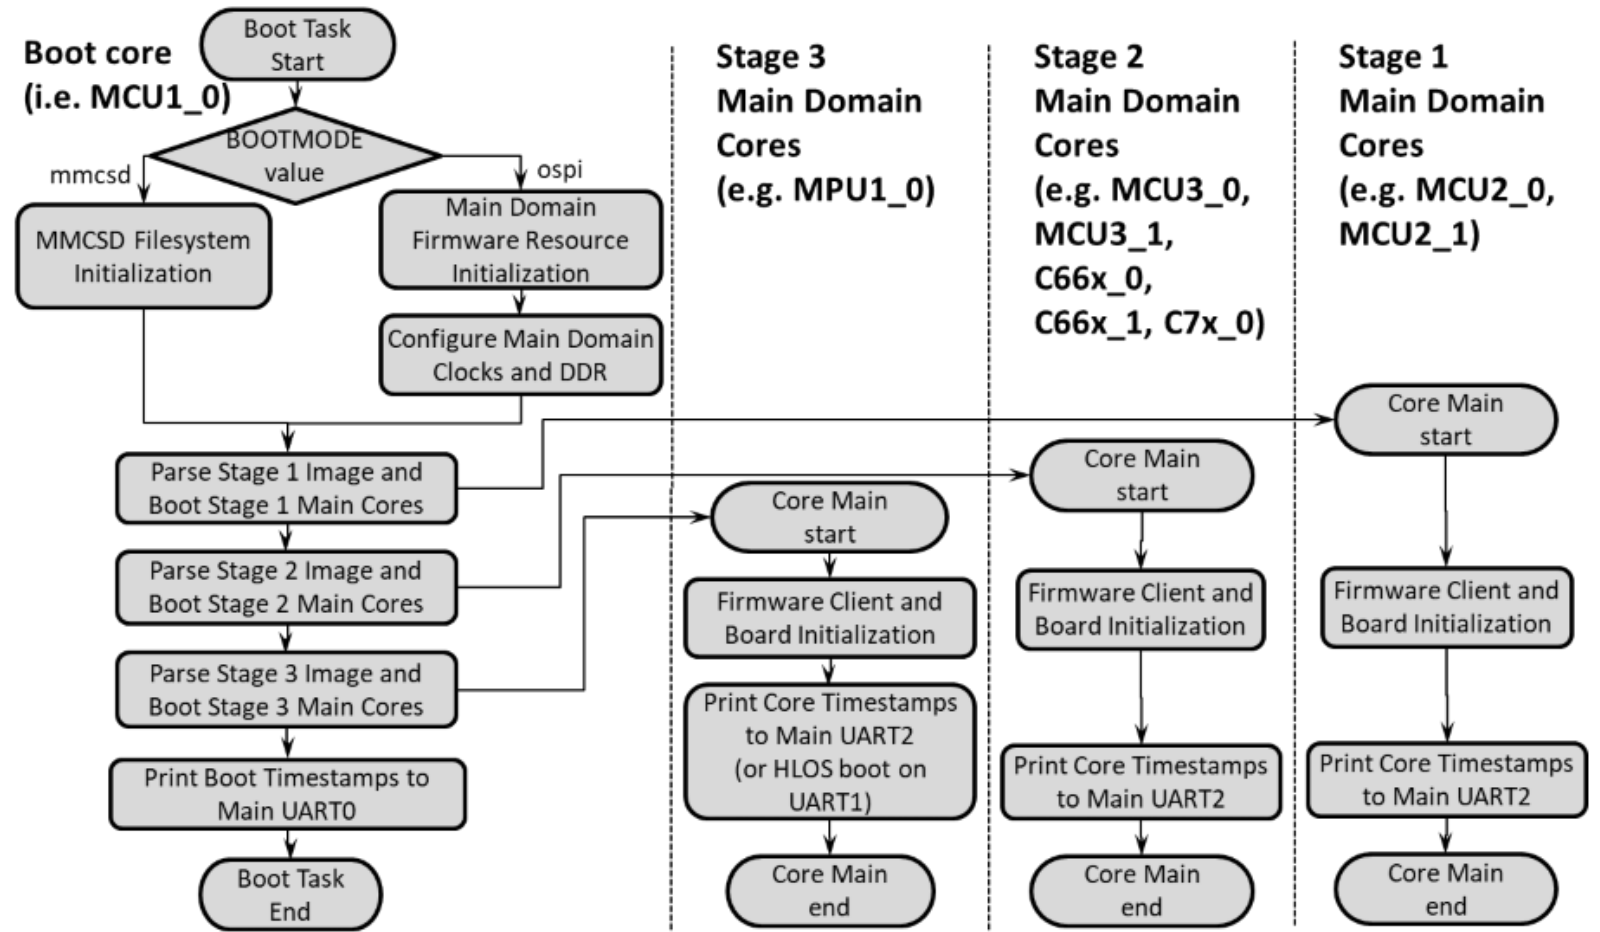 Boot core
(i.e. MCU1_0)
Boot Task
Start
BOOTMODE
value
mmcsd
ospi
MMCSD Filesystem
Initialization
Main Domain
Firmware Resource
Initialization
Configure Main Domain
Clocks and DDR
Parse Stage 1 Image and
Boot Stage 1 Main Cores
Parse Stage 2 Image and
Boot Stage 2 Main Cores
Parse Stage 3 Image and
Boot Stage 3 Main Cores
Print Boot Timestamps to
Main UART0
Boot Task
End
Stage 3
Main Domain
Cores
(e.g. MPU1_0)
Core Main
start
Firmware Client and
Board Initialization
Print Core Timestamps
to Main UART2
(or HLOS boot on
UART1)
Core Main
end
Stage 2
Main Domain
Cores
(e.g. MCU3_0,
MCU3_1,
C66x_0,
C66x_1, C7x_0)
Core Main
start
Firmware Client and
Board Initialization
Print Core Timestamps
to Main UART2
Core Main
end
Stage 1
Main Domain
Cores
(e.g. MCU2_0,
MCU2_1)
Core Main
start
Firmware Client and
Board Initialization
Print Core Timestamps
to Main UART2
Core Main
end